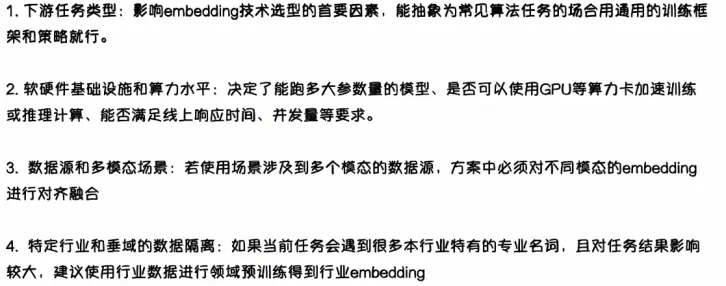 1. 下游任务类型：影响embedding技术选型的首要因素，能抽象为常见算法任务的场合用通用的训练框
架和策略就行。
2. 软硬件基础设施和算力水平：决定了能跑多大参数量的模型、是否可以使用GPU等算力卡加速训练
或推理计算、能否满足线上响应时间、并发量等要求。
3. 数据源和多模态场景：若使用场景涉及到多个模态的数据源，方案中必须对不同模态的embedding
进行对齐融合
4. 特定行业和垂域的数据隔离：如果当前任务会遇到很多本行业特有的专业名词，且对任务结果影响
较大，建议使用行业数据进行领域预训练得到行业embedding